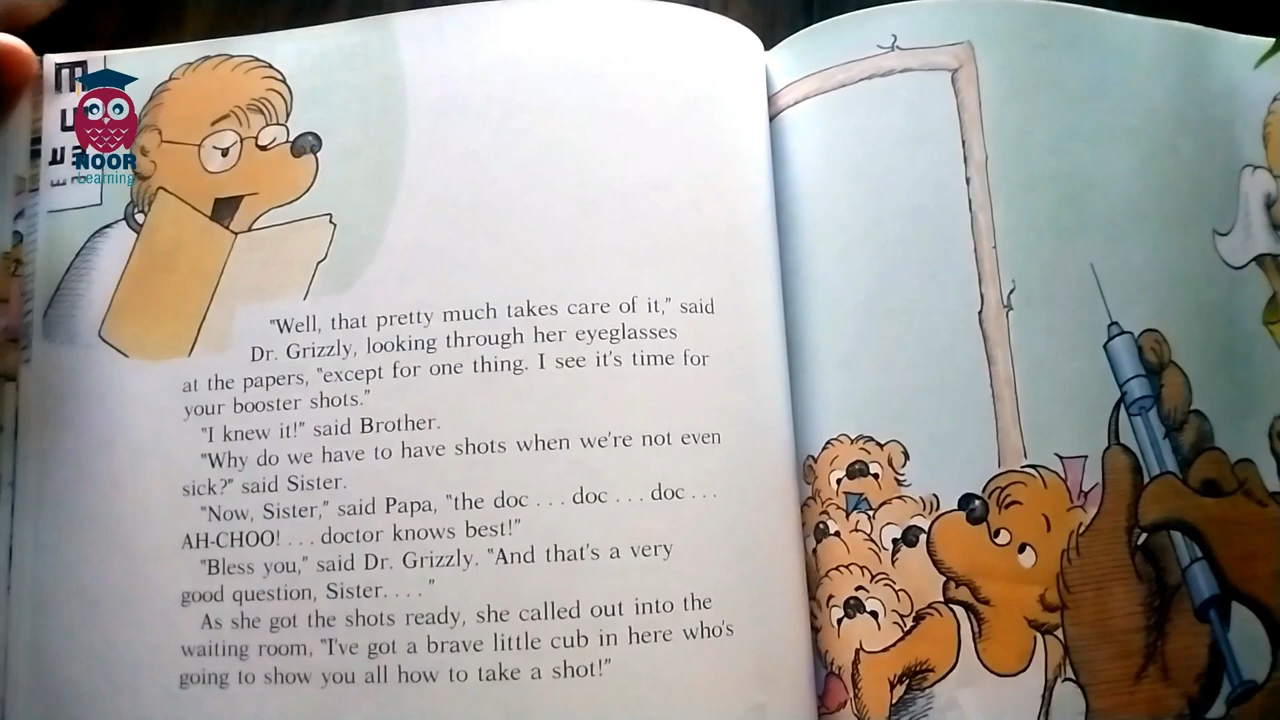 NOOR
Learning
"Well, that pretty much takes care of it," said
Dr. Grizzly, looking through her eyeglasses
at the papers, "except for one thing. I see it's time for
your booster shots."
"I knew it!" said Brother.
"Why do we have to have shots when we're not even
sick?" said Sister.
"Now, Sister," said Papa, "the doc . . . doc . . . doc . . .
AH-CHOO! . . . doctor knows best!"
"Bless you," said Dr. Grizzly. "And that's a very
good question, Sister. . . . "
As she got the shots ready, she called out into the
waiting room, "I've got a brave little cub in here who's
going to show you all how to take a shot!"